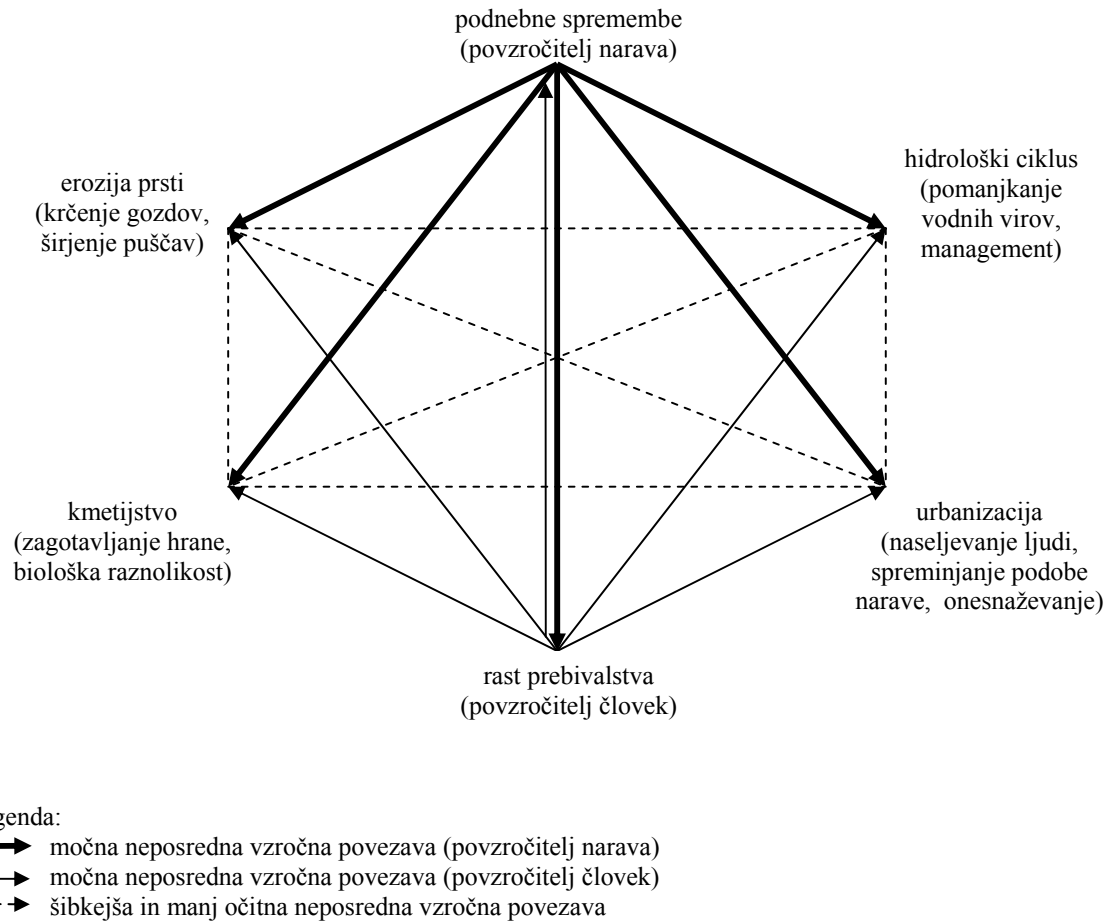 podnebne spremembe
(povzročitelj narava)
erozija prsti
(krčenje gozdov,
širjenje puščav)
hidrološki ciklus
(pomanjkanje
vodnih virov,
management)
kmetijstvo
(zagotavljanje hrane,
biološka raznolikost)
urbanizacija
(naseljevanje ljudi,
spreminjanje podobe
narave, onesnaževanje)
rast prebivalstva
(povzročitelj človek)
genda:
močna neposredna vzročna povezava (povzročitelj narava)
močna neposredna vzročna povezava (povzročitelj človek)
šibkejša in manj očitna neposredna vzročna povezava